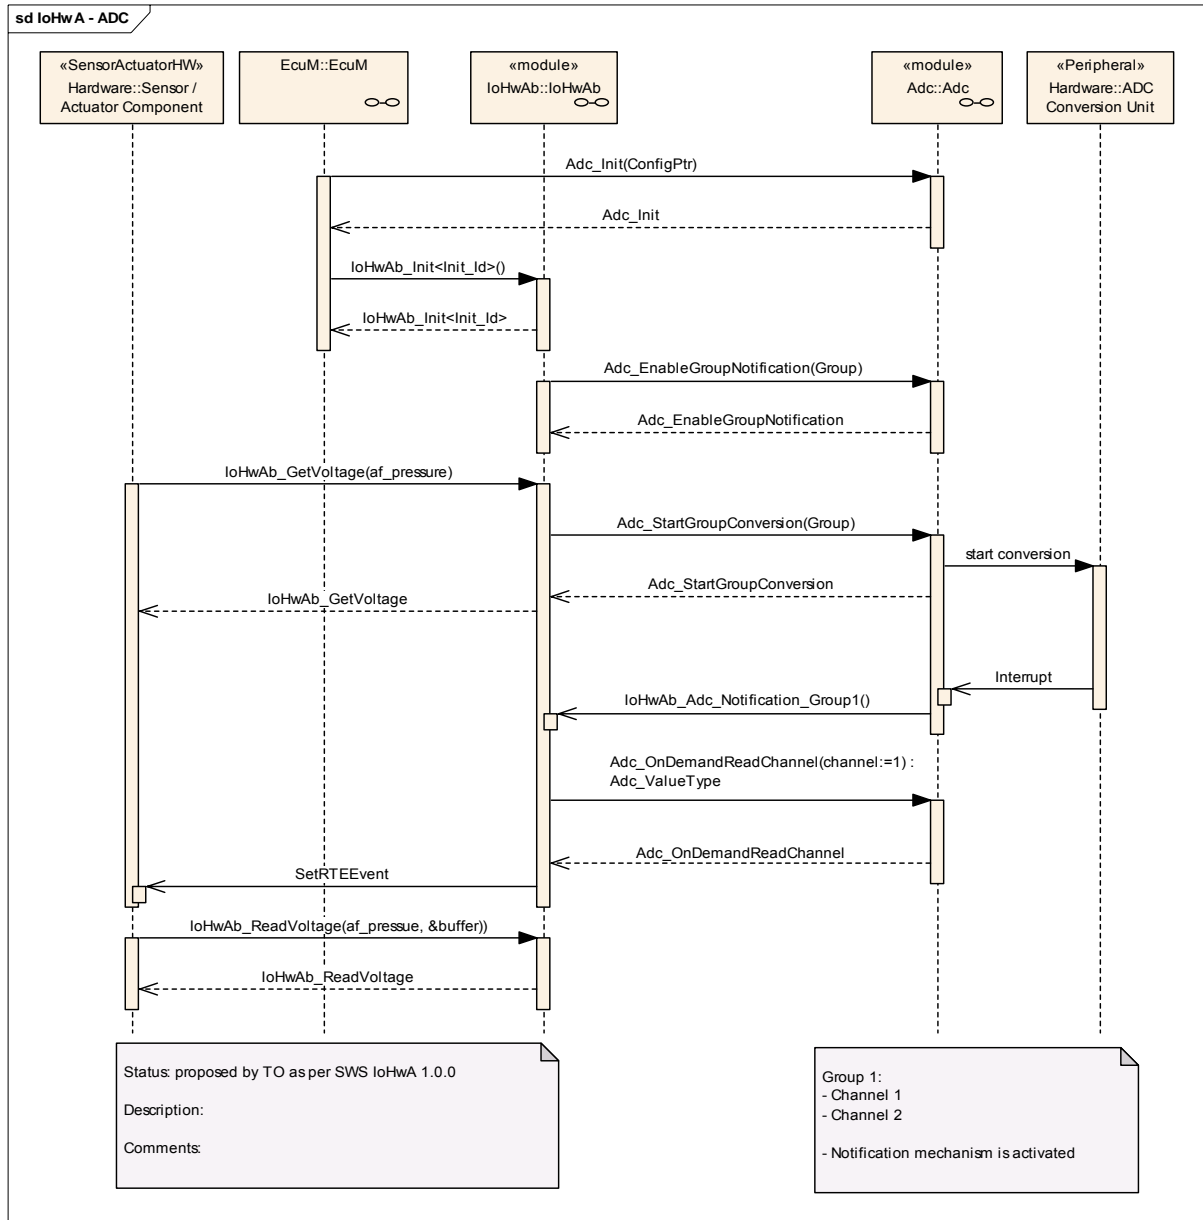 sd IoHwA - ADC
«SensorActuatorHW»
Hardware::Sensor /
Actuator Component
EcuM::EcuM
«module»
IoHwAb::IoHwAb
«module»
Adc::Adc
«Peripheral»
Hardware::ADC
Conversion Unit
Adc_Init(ConfigPtr)
Adc_Init
IoHwAb_Init<Init_Id>()
IoHwAb_Init<Init_Id>
Adc_EnableGroupNotification(Group)
Adc_EnableGroupNotification
IoHwAb_GetVoltage(af_pressure)
Adc_StartGroupConversion(Group)
start conversion
Adc_StartGroupConversion
IoHwAb_GetVoltage
Interrupt
IoHwAb_Adc_Notification_Group1()
Adc_OnDemandReadChannel(channel:=1) :
Adc_ValueType
Adc_OnDemandReadChannel
SetRTEEvent
IoHwAb_ReadVoltage(af_pressue, &buffer))
IoHwAb_ReadVoltage
Status: proposed by TO as per SWS IoHwA 1.0.0
Description:
Comments:
Group 1:
- Channel 1
- Channel 2
- Notification mechanism is activated